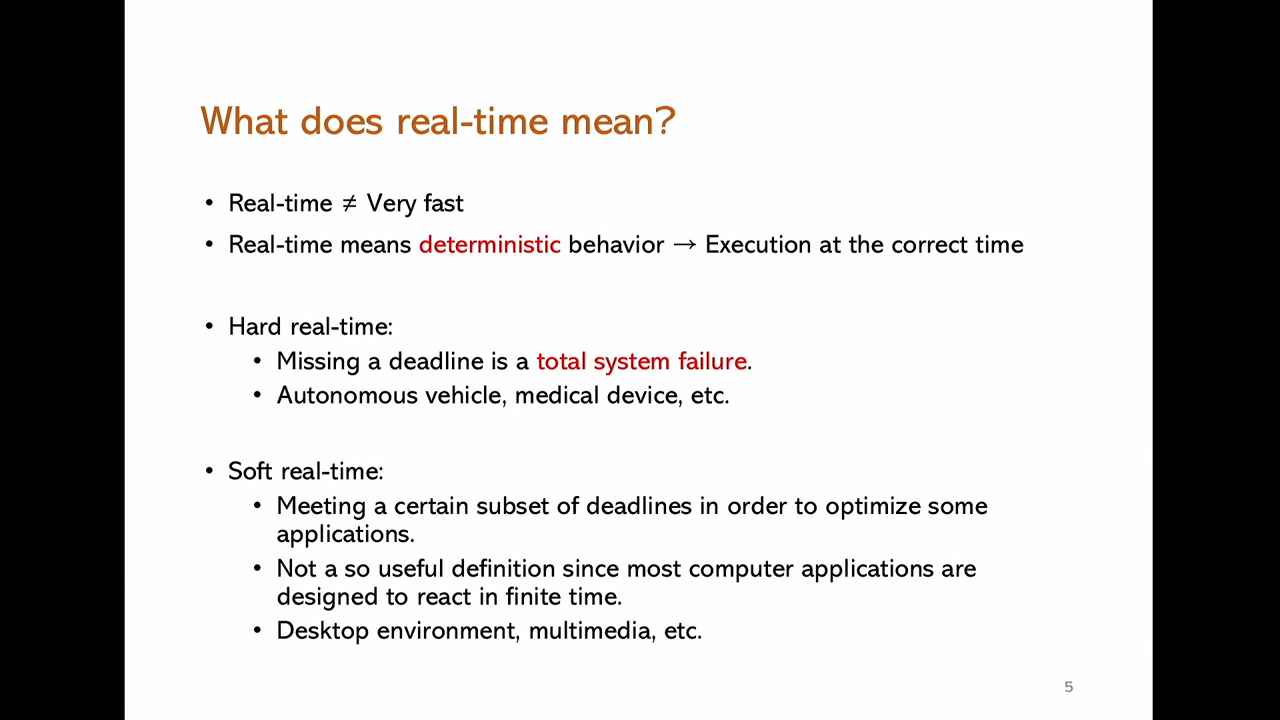 What does real-time mean?
• Real-time ≠ Very fast
• Real-time means deterministic behavior → Execution at the correct time
• Hard real-time:
• Missing a deadline is a total system failure.
• Autonomous vehicle, medical device, etc.
• Soft real-time:
• Meeting a certain subset of deadlines in order to optimize some
applications.
• Not a so useful definition since most computer applications are
designed to react in finite time.
• Desktop environment, multimedia, etc.
5